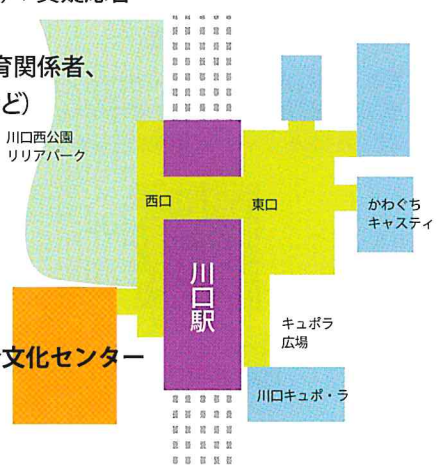 育関係者、
ど)
川口西公園
リリアパーク
西口
東口
かわぐち
キャスティ
川口駅
キュポラ
広場
文化センター
川口キュポ・ラ